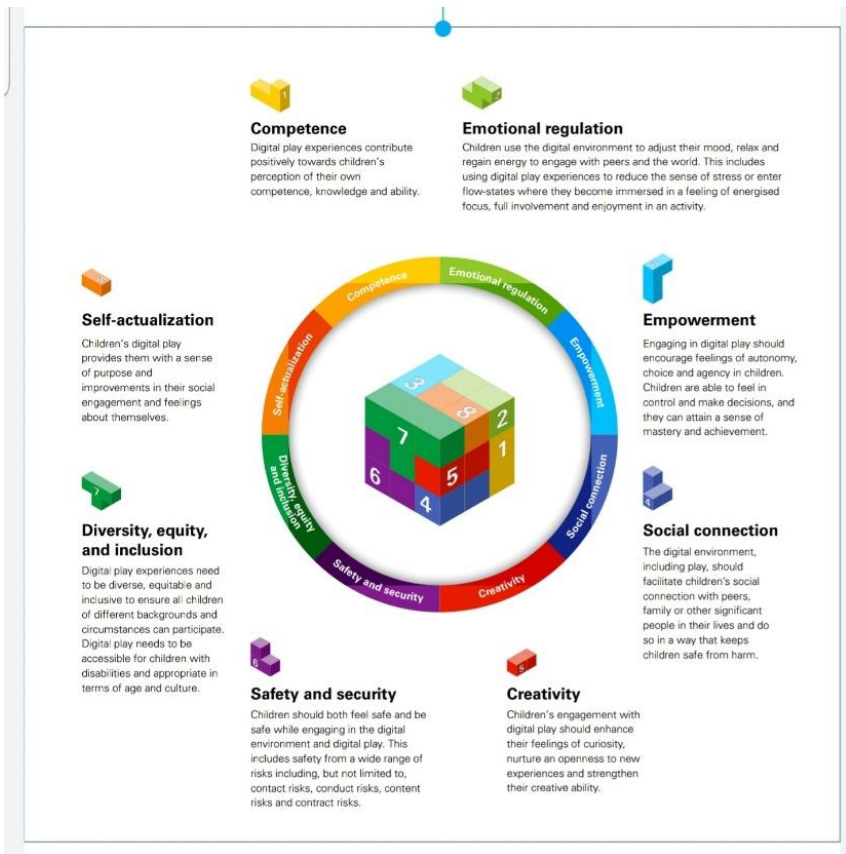 1
Competence
Digital play experiences contribute
positively towards children's
perception of their own
competence, knowledge and ability.
2
Emotional regulation
Children use the digital environment to adjust their mood, relax and
regain energy to engage with peers and the world. This includes
using digital play experiences to reduce the sense of stress or enter
flow-states where they become immersed in a feeling of energised
focus, full involvement and enjoyment in an activity.
8
Self-actualization
Children's digital play
provides them with a sense
of purpose and
improvements in their social
engagement and feelings
about themselves.
3
Empowerment
Engaging in digital play should
encourage feelings of autonomy,
choice and agency in children.
Children are able to feel in
control and make decisions, and
they can attain a sense of
mastery and achievement.
Competence
Emotional regulation
Empowerment
Social connection
Creativity
Safety and security
Diversity, equity
and inclusion
Self-actualization
3
8
2
7
1
5
6
4
7
Diversity, equity,
and inclusion
Digital play experiences need
to be diverse, equitable and
inclusive to ensure all children
of different backgrounds and
circumstances can participate.
Digital play needs to be
accessible for children with
disabilities and appropriate in
terms of age and culture.
4
Social connection
The digital environment,
including play, should
facilitate children's social
connection with peers,
family or other significant
people in their lives and do
so in a way that keeps
children safe from harm.
6
Safety and security
Children should both feel safe and be
safe while engaging in the digital
environment and digital play. This
includes safety from a wide range of
risks including, but not limited to,
contact risks, conduct risks, content
risks and contract risks.
5
Creativity
Children's engagement with
digital play should enhance
their feelings of curiosity,
nurture an openness to new
experiences and strengthen
their creative ability.